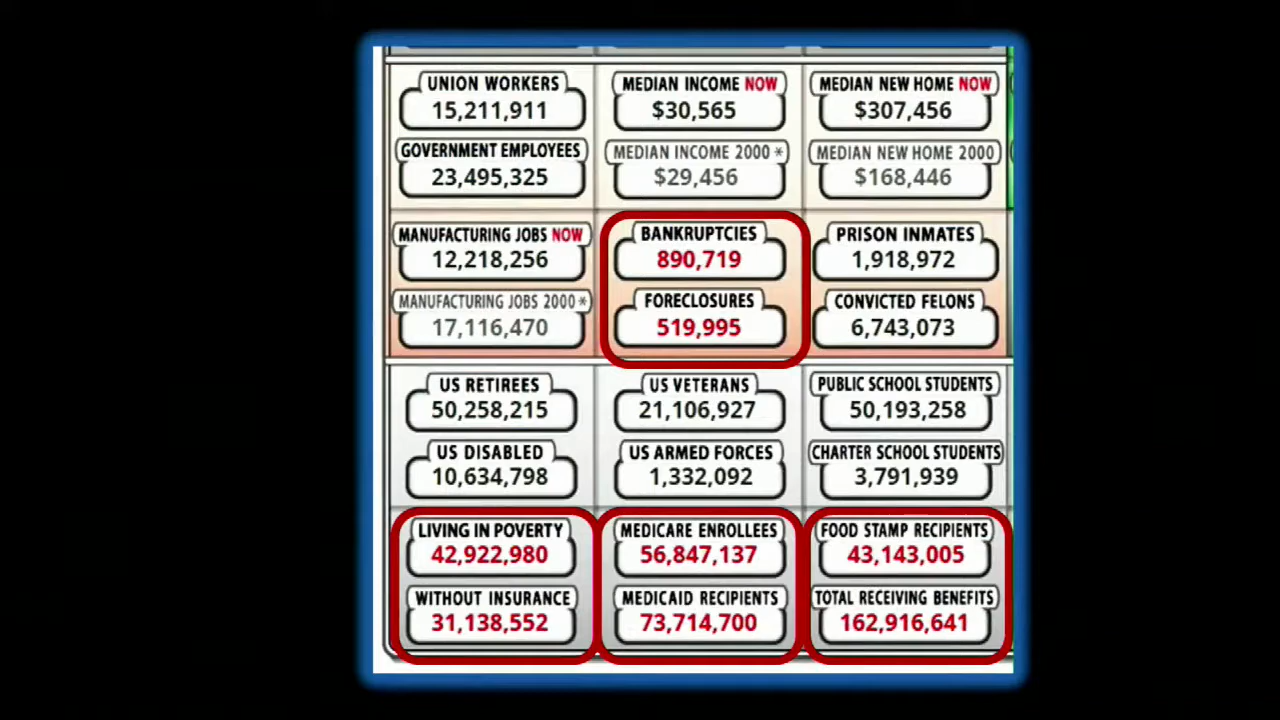 UNION WORKERS
15,211,911
MEDIAN INCOME NOW
$30,565
MEDIAN NEW HOME NOW
$307,456
GOVERNMENT EMPLOYEES
23,495,325
MEDIAN INCOME 2000 *
$29,456
MEDIAN NEW HOME 2000
$168,446
MANUFACTURING JOBS NOW
12,218,256
BANKRUPTCIES
890,719
PRISON INMATES
1,918,972
MANUFACTURING JOBS 2000 *
17,116,470
FORECLOSURES
519,995
CONVICTED FELONS
6,743,073
US RETIREES
50,258,215
US VETERANS
21,106,927
PUBLIC SCHOOL STUDENTS
50,193,258
US DISABLED
10,634,798
US ARMED FORCES
1,332,092
CHARTER SCHOOL STUDENTS
3,791,939
LIVING IN POVERTY
42,922,980
MEDICARE ENROLLEES
56,847,137
FOOD STAMP RECIPIENTS
43,143,005
WITHOUT INSURANCE
31,138,552
MEDICAID RECIPIENTS
73,714,700
TOTAL RECEIVING BENEFITS
162,916,641